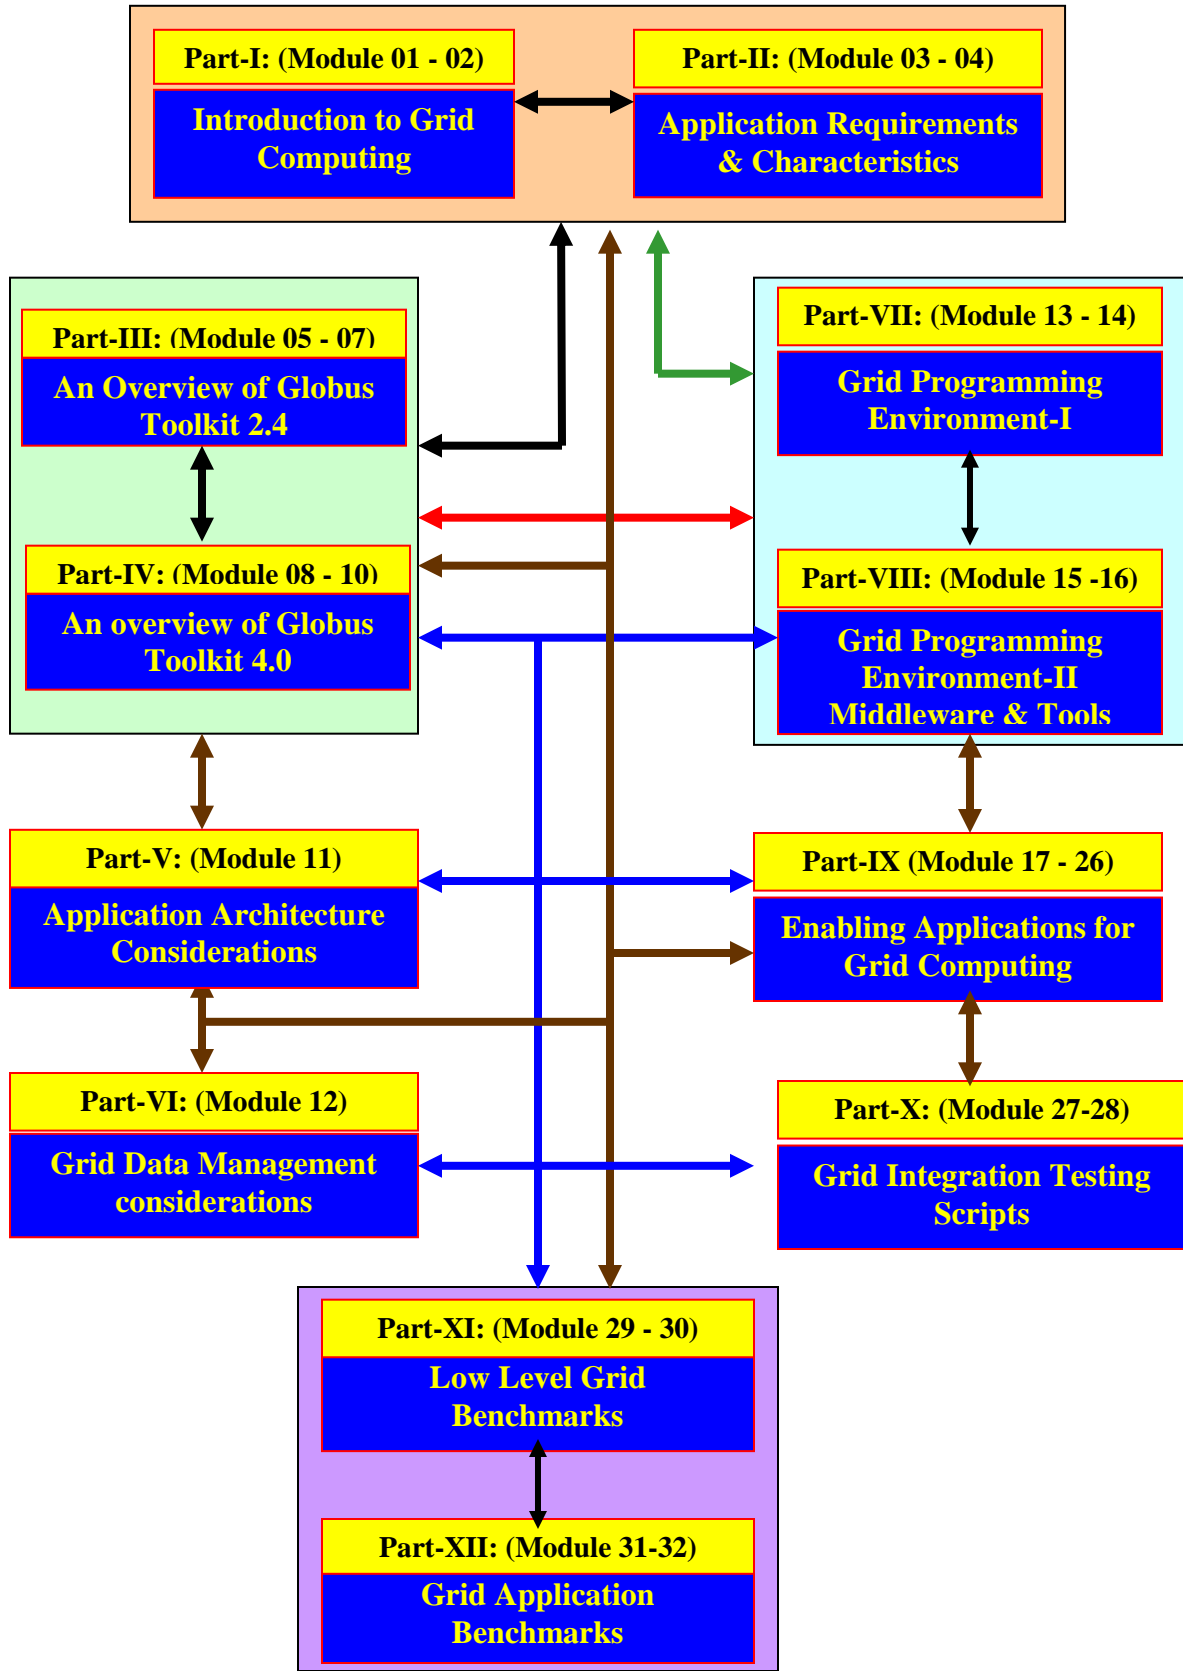 Part-I: (Module 01 - 02)
Introduction to Grid
Computing
Part-II: (Module 03 - 04)
Application Requirements
& Characteristics
Part-III: (Module 05 - 07)
An Overview of Globus
Toolkit 2.4
Part-IV: (Module 08 - 10)
An overview of Globus
Toolkit 4.0
Part-VII: (Module 13 - 14)
Grid Programming
Environment-I
Part-VIII: (Module 15 -16)
Grid Programming
Environment-II
Middleware & Tools
Part-V: (Module 11)
Application Architecture
Considerations
Part-IX (Module 17 - 26)
Enabling Applications for
Grid Computing
Part-VI: (Module 12)
Grid Data Management
considerations
Part-X: (Module 27-28)
Grid Integration Testing
Scripts
Part-XI: (Module 29 - 30)
Low Level Grid
Benchmarks
Part-XII: (Module 31-32)
Grid Application
Benchmarks